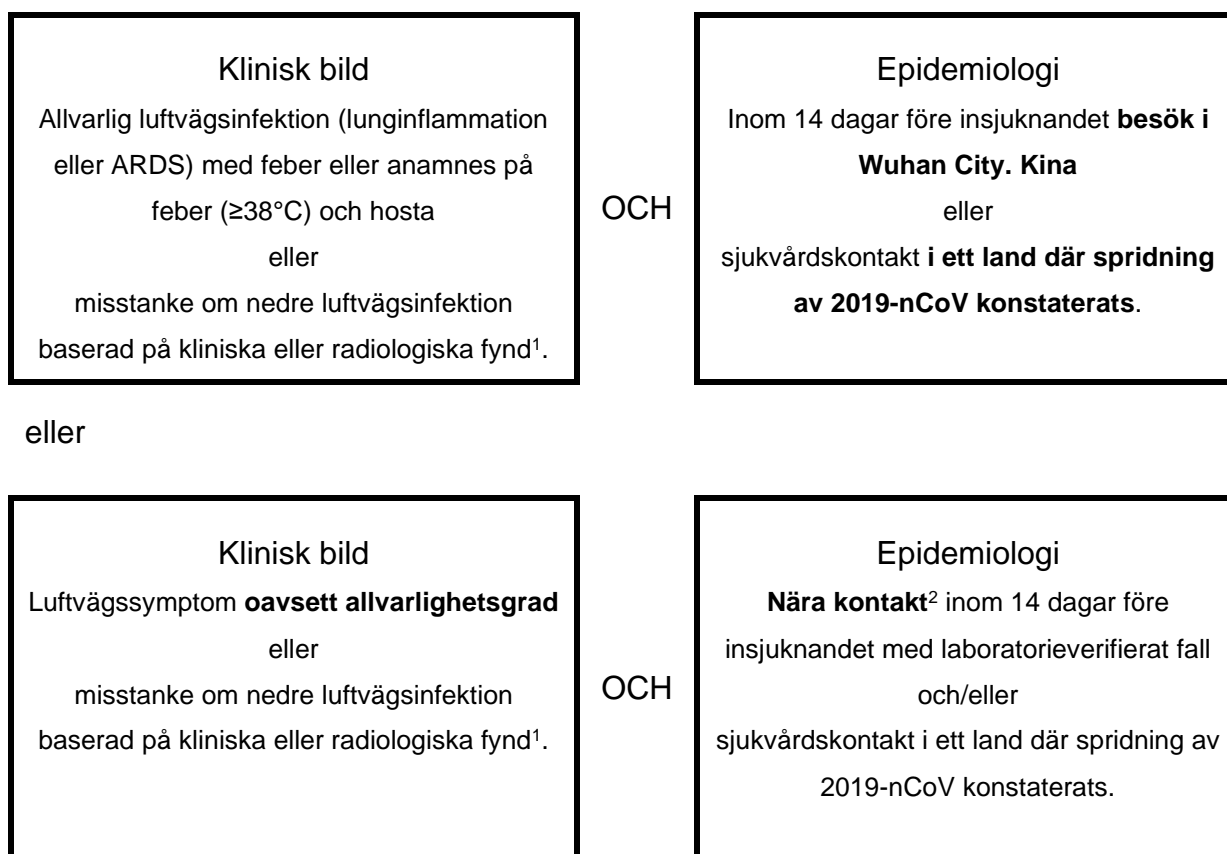 Klinisk bild
Allvarlig luftvägsinfektion (lunginflammation
eller ARDS) med feber eller anamnes på
feber (≥38°C) och hosta
eller
misstanke om nedre luftvägsinfektion
baserad på kliniska eller radiologiska fynd¹.
OCH
Epidemiologi
Inom 14 dagar före insjuknandet besök i
Wuhan City. Kina
eller
sjukvårdskontakt i ett land där spridning
av 2019-nCoV konstaterats.
eller
Klinisk bild
Luftvägssymptom oavsett allvarlighetsgrad
eller
misstanke om nedre luftvägsinfektion
baserad på kliniska eller radiologiska fynd¹.
OCH
Epidemiologi
Nära kontakt² inom 14 dagar före
insjuknandet med laboratorieverifierat fall
och/eller
sjukvårdskontakt i ett land där spridning av
2019-nCoV konstaterats.